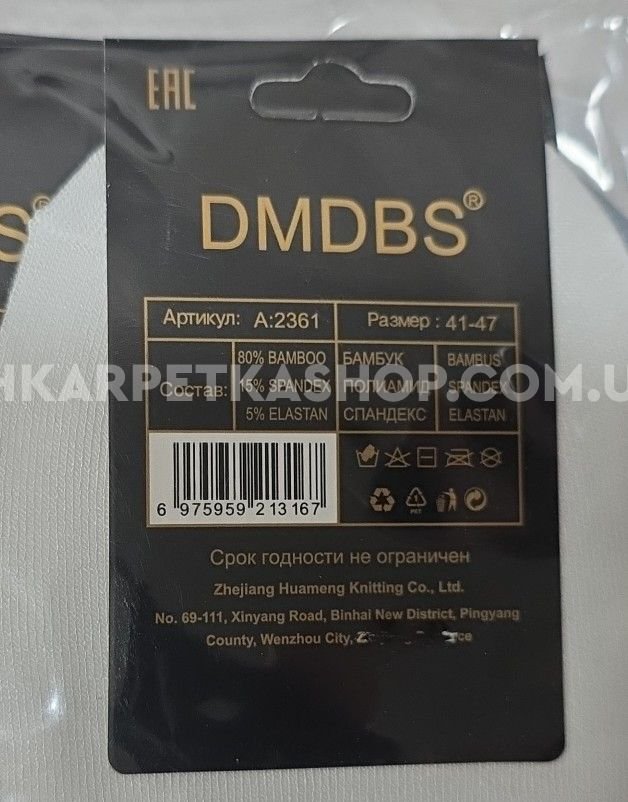 EAC
DMDBS®
S®
Артикул: A:2361 Размер : 41-47
80% BAMBOO БАМБУК BAMBUS
Состав: 15% SPANDEX ПОЛИАМИД SPANDEX
5% ELASTAN СПАНДЕКС ELASTAN
HKARPETKASHOP.COM.U
6 975959 213167
PET
Срок годности не ограничен
Zhejiang Huameng Knitting Co., Ltd.
No. 69-111, Xinyang Road, Binhai New District, Pingyang
County, Wenzhou City,